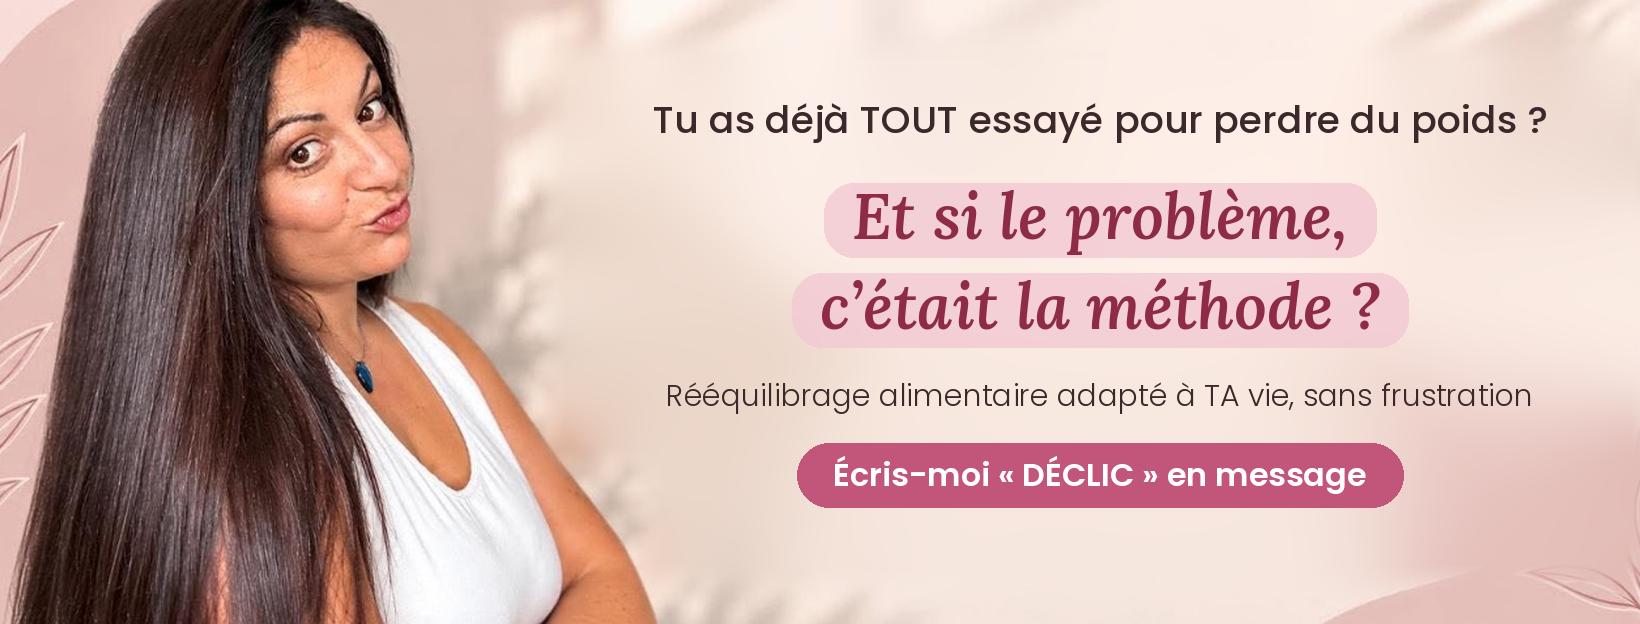 Tu as déjà TOUT essayé pour perdre du poids ?
Et si le problème,
c’était la méthode ?
Rééquilibrage alimentaire adapté à TA vie, sans frustration
Écris-moi « DÉCLIC » en message